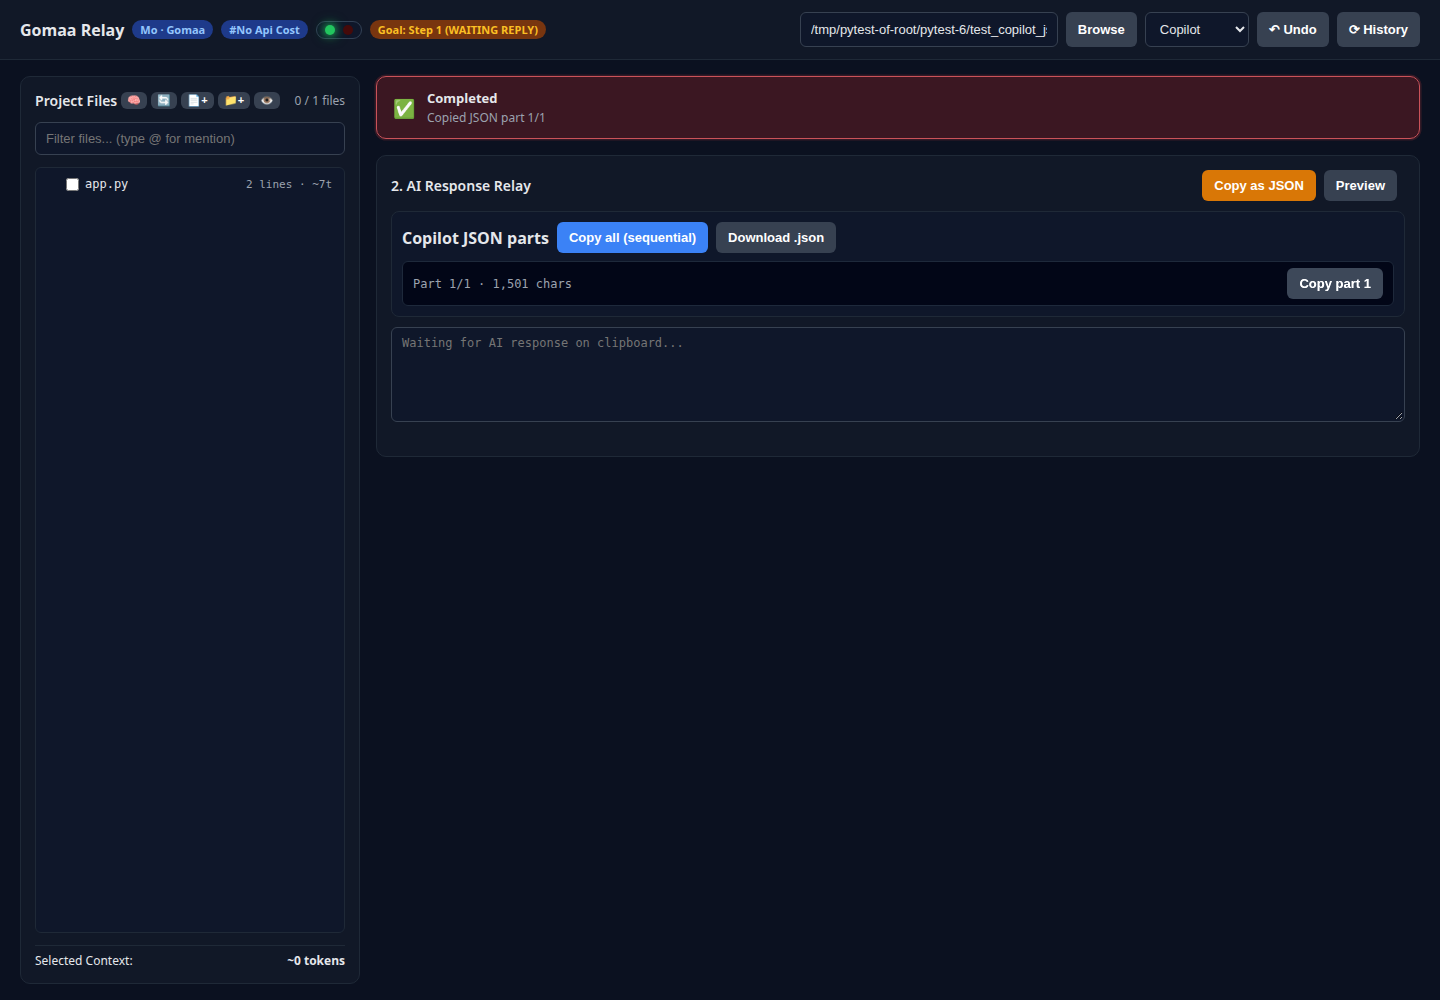 Gomaa Relay
Mo · Gomaa
#No Api Cost
Goal: Step 1 (WAITING REPLY)
/tmp/pytest-of-root/pytest-6/test_copilot_j
Browse
Copilot
↶ Undo
⟳ History
Project Files
+
+
0 / 1 files
Filter files... (type @ for mention)
app.py
2 lines · ~7t
Selected Context:
~0 tokens
Completed
Copied JSON part 1/1
2. AI Response Relay
Copy as JSON
Preview
Copilot JSON parts
Copy all (sequential)
Download .json
Part 1/1 · 1,501 chars
Copy part 1
Waiting for AI response on clipboard...